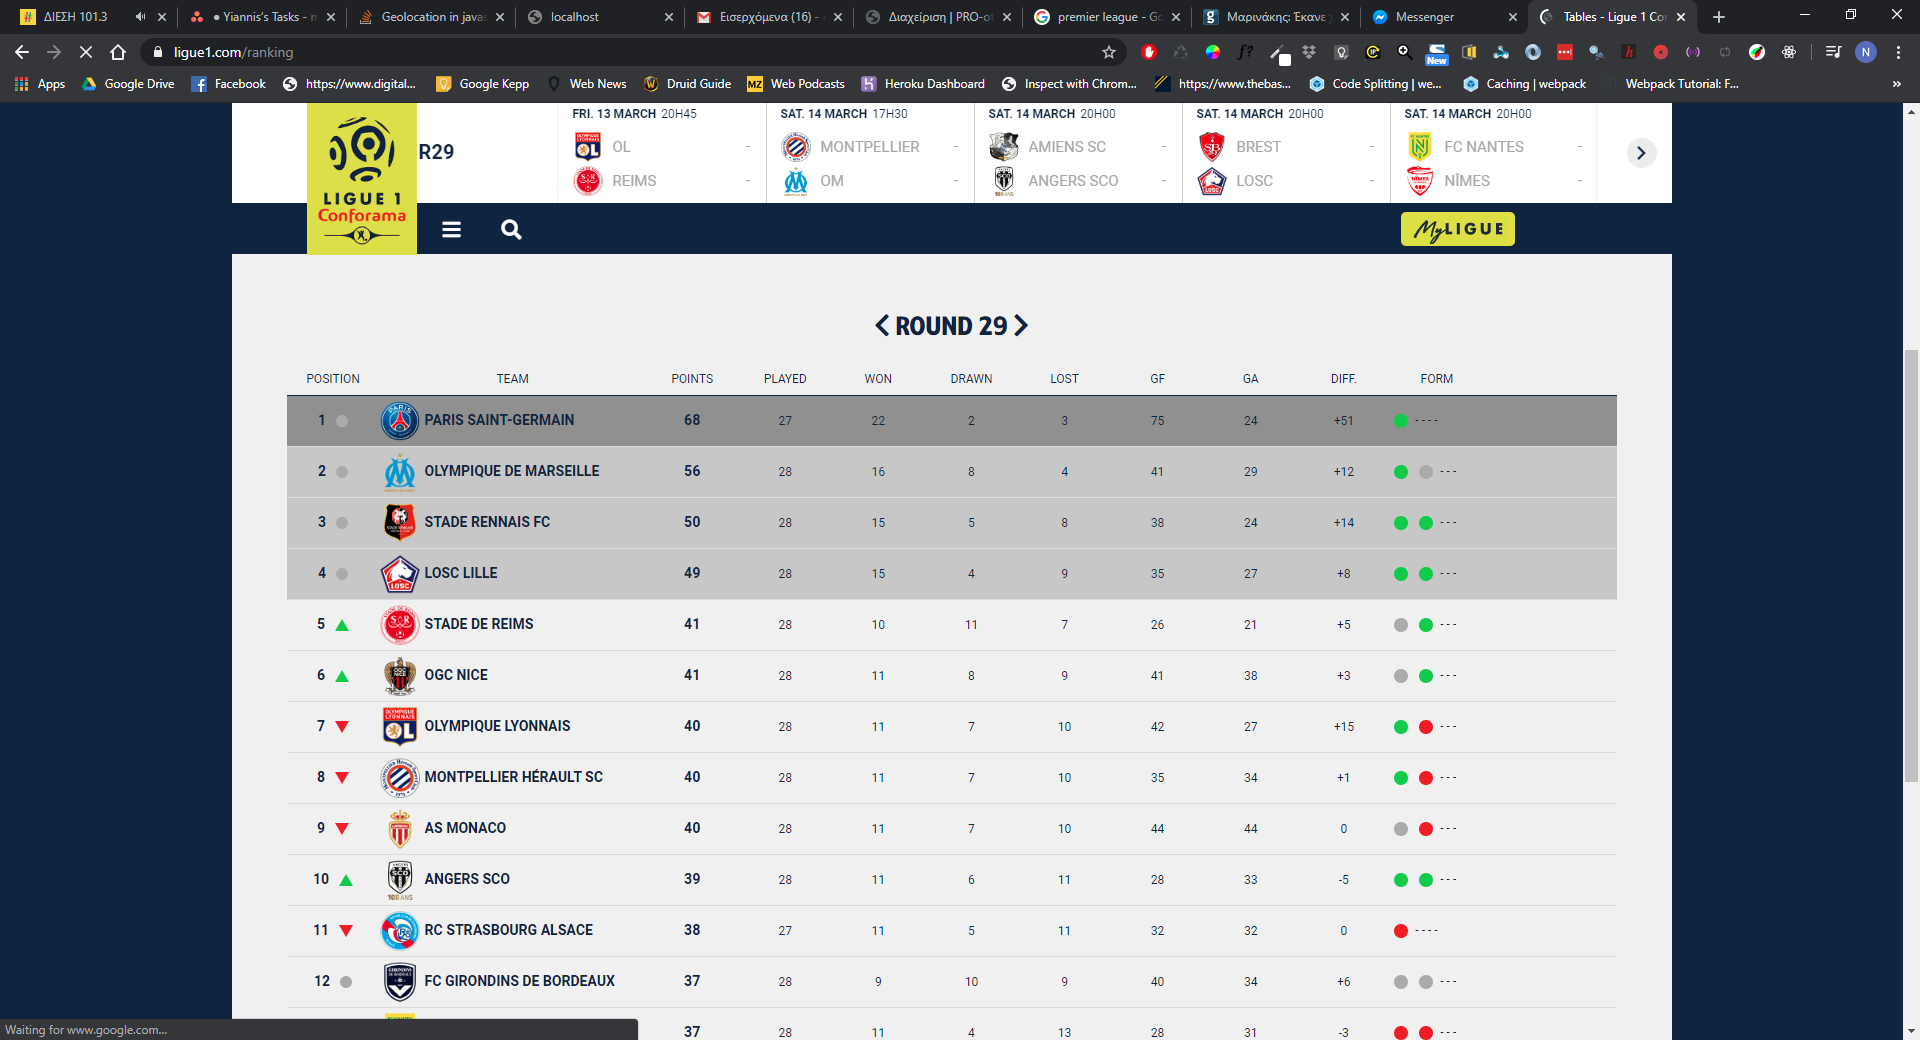 ΔΙΕΣΗ 101.3
● Yiannis's Tasks - m
Geolocation in javas
localhost
Εισερχόμενα (16) -
Διαχείριση | PRO-o
premier league - Go
Μαρινάκης: Έκανε
Messenger
Tables - Ligue 1 Co
ligue1.com/ranking
New
N
Apps
Google Drive
Facebook
https://www.digital...
Google Kepp
Web News
Druid Guide
MZ Web Podcasts
Heroku Dashboard
Inspect with Chrom...
https://www.thebas...
Code Splitting | we...
Caching | webpack
Webpack Tutorial: F...
»
LIGUE 1
Conforama
R29
FRI. 13 MARCH 20H45
OL -
REIMS -
SAT. 14 MARCH 17H30
MONTPELLIER -
OM -
SAT. 14 MARCH 20H00
AMIENS SC -
ANGERS SCO -
SAT. 14 MARCH 20H00
BREST -
LOSC -
SAT. 14 MARCH 20H00
FC NANTES -
NÎMES -
MyLIGUE
ROUND 29
POSITION TEAM POINTS PLAYED WON DRAWN LOST GF GA DIFF. FORM
1 PARIS SAINT-GERMAIN 68 27 22 2 3 75 24 +51 ----
2 OLYMPIQUE DE MARSEILLE 56 28 16 8 4 41 29 +12 ---
3 STADE RENNAIS FC 50 28 15 5 8 38 24 +14 ---
4 LOSC LILLE 49 28 15 4 9 35 27 +8 ---
5 STADE DE REIMS 41 28 10 11 7 26 21 +5 ---
6 OGC NICE 41 28 11 8 9 41 38 +3 ---
7 OLYMPIQUE LYONNAIS 40 28 11 7 10 42 27 +15 ---
8 MONTPELLIER HÉRAULT SC 40 28 11 7 10 35 34 +1 ---
9 AS MONACO 40 28 11 7 10 44 44 0 ---
10 ANGERS SCO 39 28 11 6 11 28 33 -5 ---
11 RC STRASBOURG ALSACE 38 27 11 5 11 32 32 0 ----
12 FC GIRONDINS DE BORDEAUX 37 28 9 10 9 40 34 +6 ---
37 28 11 4 13 28 31 -3 ---
Waiting for www.google.com...